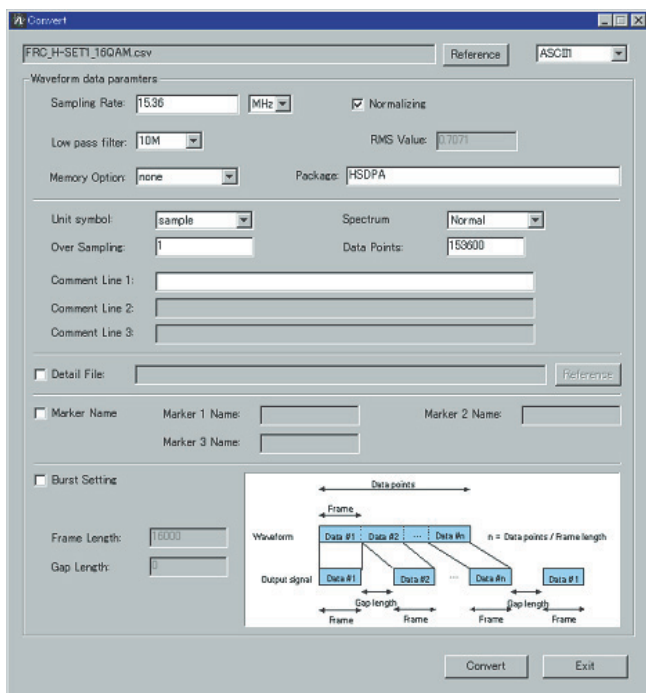 Convert
FRC_H-SET1_16QAM.csv Reference ASCII1
Waveform data paramters
Sampling Rate: 15.36 MHz Normalizing
Low pass filter: 10M RMS Value: 0.7071
Memory Option: none Package: HSDPA
Unit symbol: sample Spectrum Normal
Over Sampling: 1 Data Points: 153600
Comment Line 1:
Comment Line 2:
Comment Line 3:
Detail File: Reference
Marker Name Marker 1 Name: Marker 2 Name:
Marker 3 Name:
Burst Setting
Data points
Frame
Frame Length: 16000 Waveform Data #1 Data #2 ... Data #n n = Data points / Frame length
Gap Length: 0 Output signal Data #1 Data #2 ... Data #n Data #1
Gap length Gap length
Frame Frame Frame Frame
Convert Exit